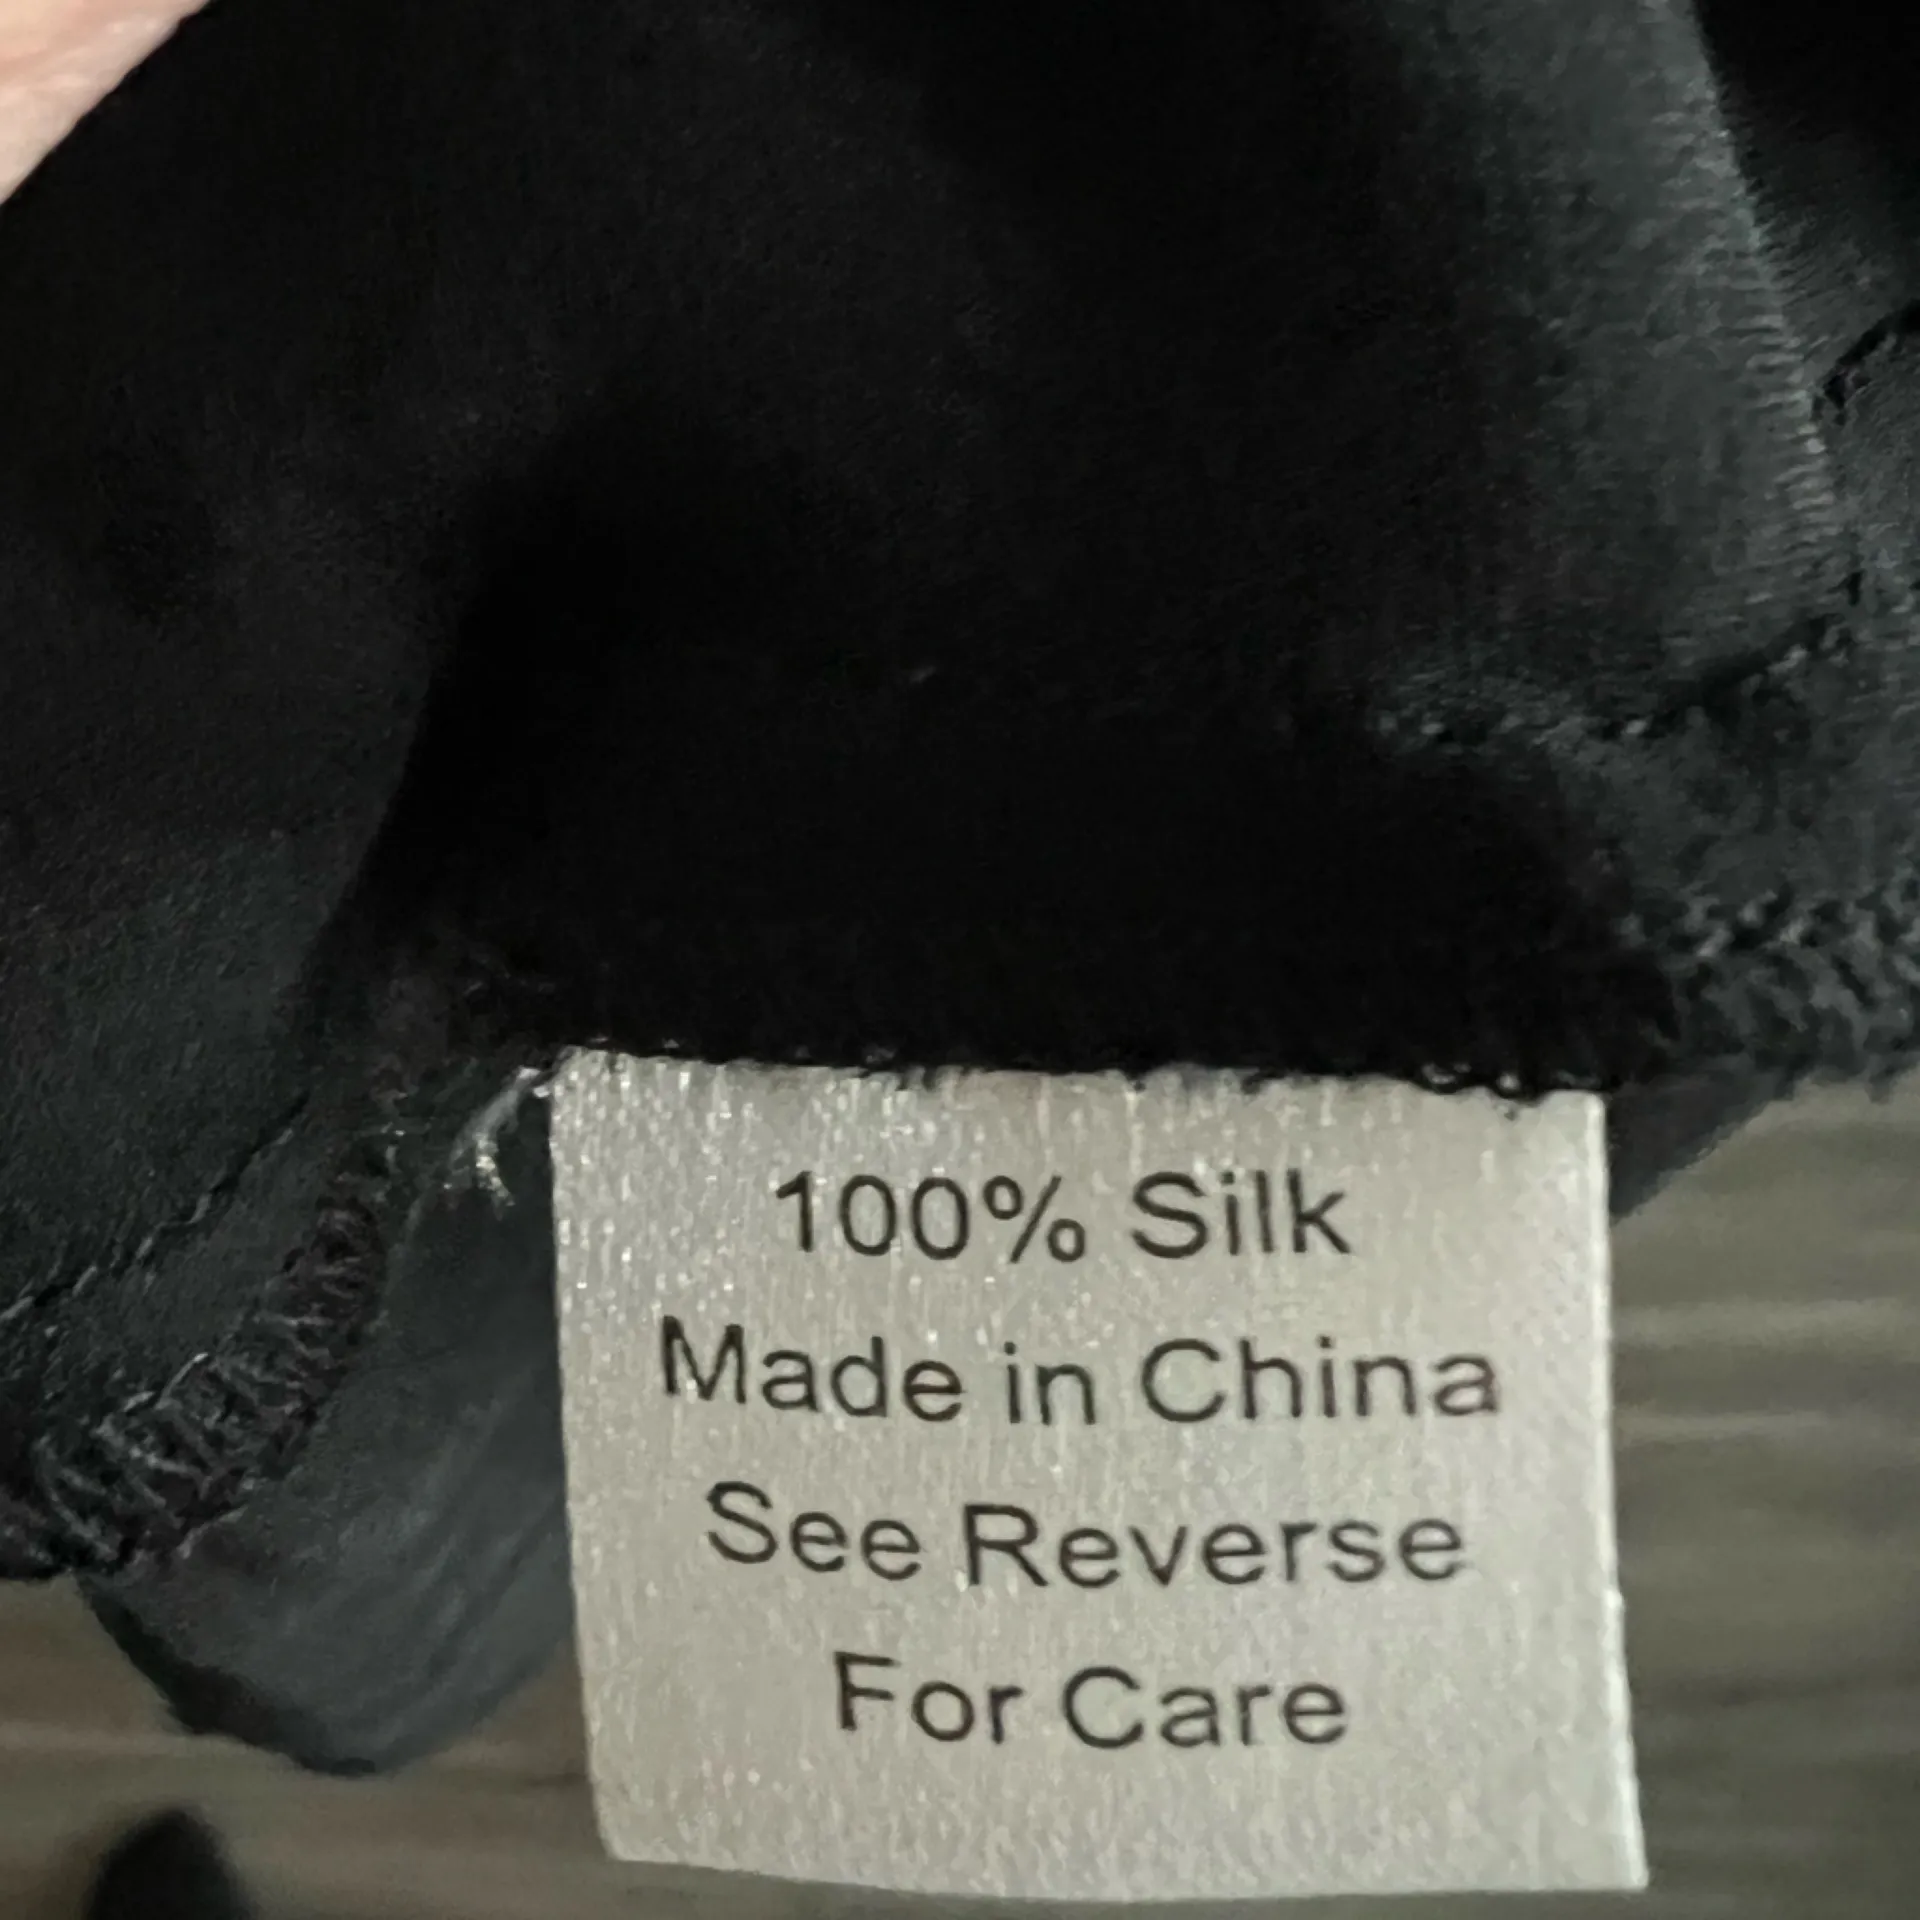 100% Silk
Made in China
See Reverse
For Care